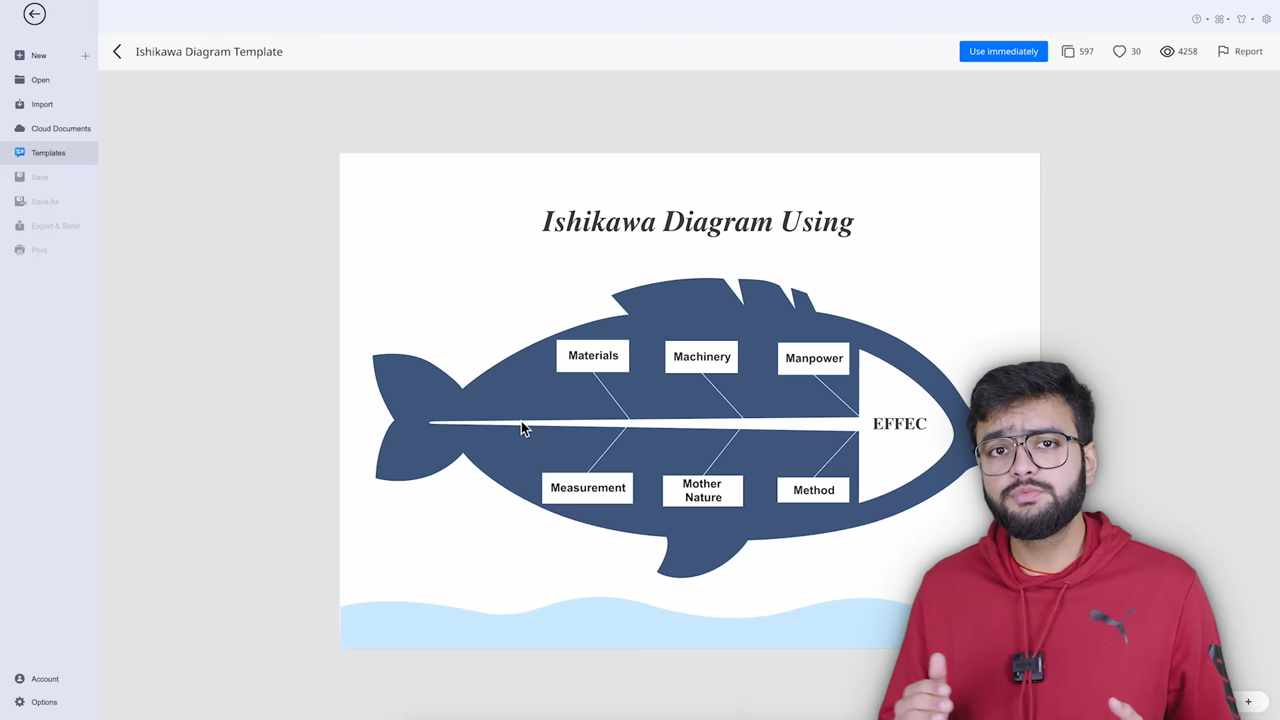 Ishikawa Diagram Template
Use immediately
597
30
4258
Report
New
Open
Import
Cloud Documents
Templates
Save
Save As
Export & Send
Print
Account
Options
Ishikawa Diagram Using
Materials
Machinery
Manpower
EFFEC
Measurement
Mother
Nature
Method